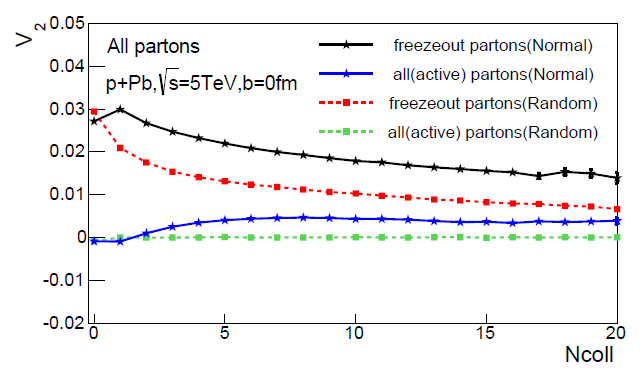 V2
0.05
0.04
0.03
0.02
0.01
0
-0.01
-0.02
All partons
p+Pb,√s=5TeV,b=0fm
freezeout partons(Normal)
all(active) partons(Normal)
freezeout partons(Random)
all(active) partons(Random)
0 5 10 15 20
Ncoll